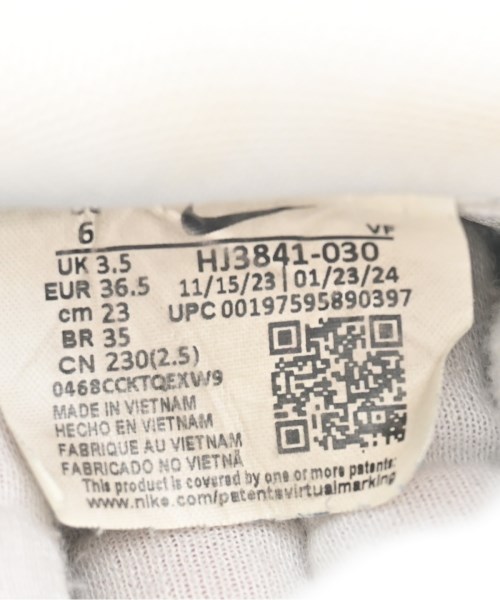 6
VP
UK 3.5
HJ3841-030
EUR 36.5
11/15/23 | 01/23/24
cm 23
UPC 00197595890397
BR 35
CN 230(2.5)
0468CCKTQEXW9
MADE IN VIETNAM
HECHO EN VIETNAM
FABRIQUE AU VIETNAM
FABRICADO NO VIETNÃ
This product is covered by one or more patents:
www.nike.com/patentsvirtualmarking